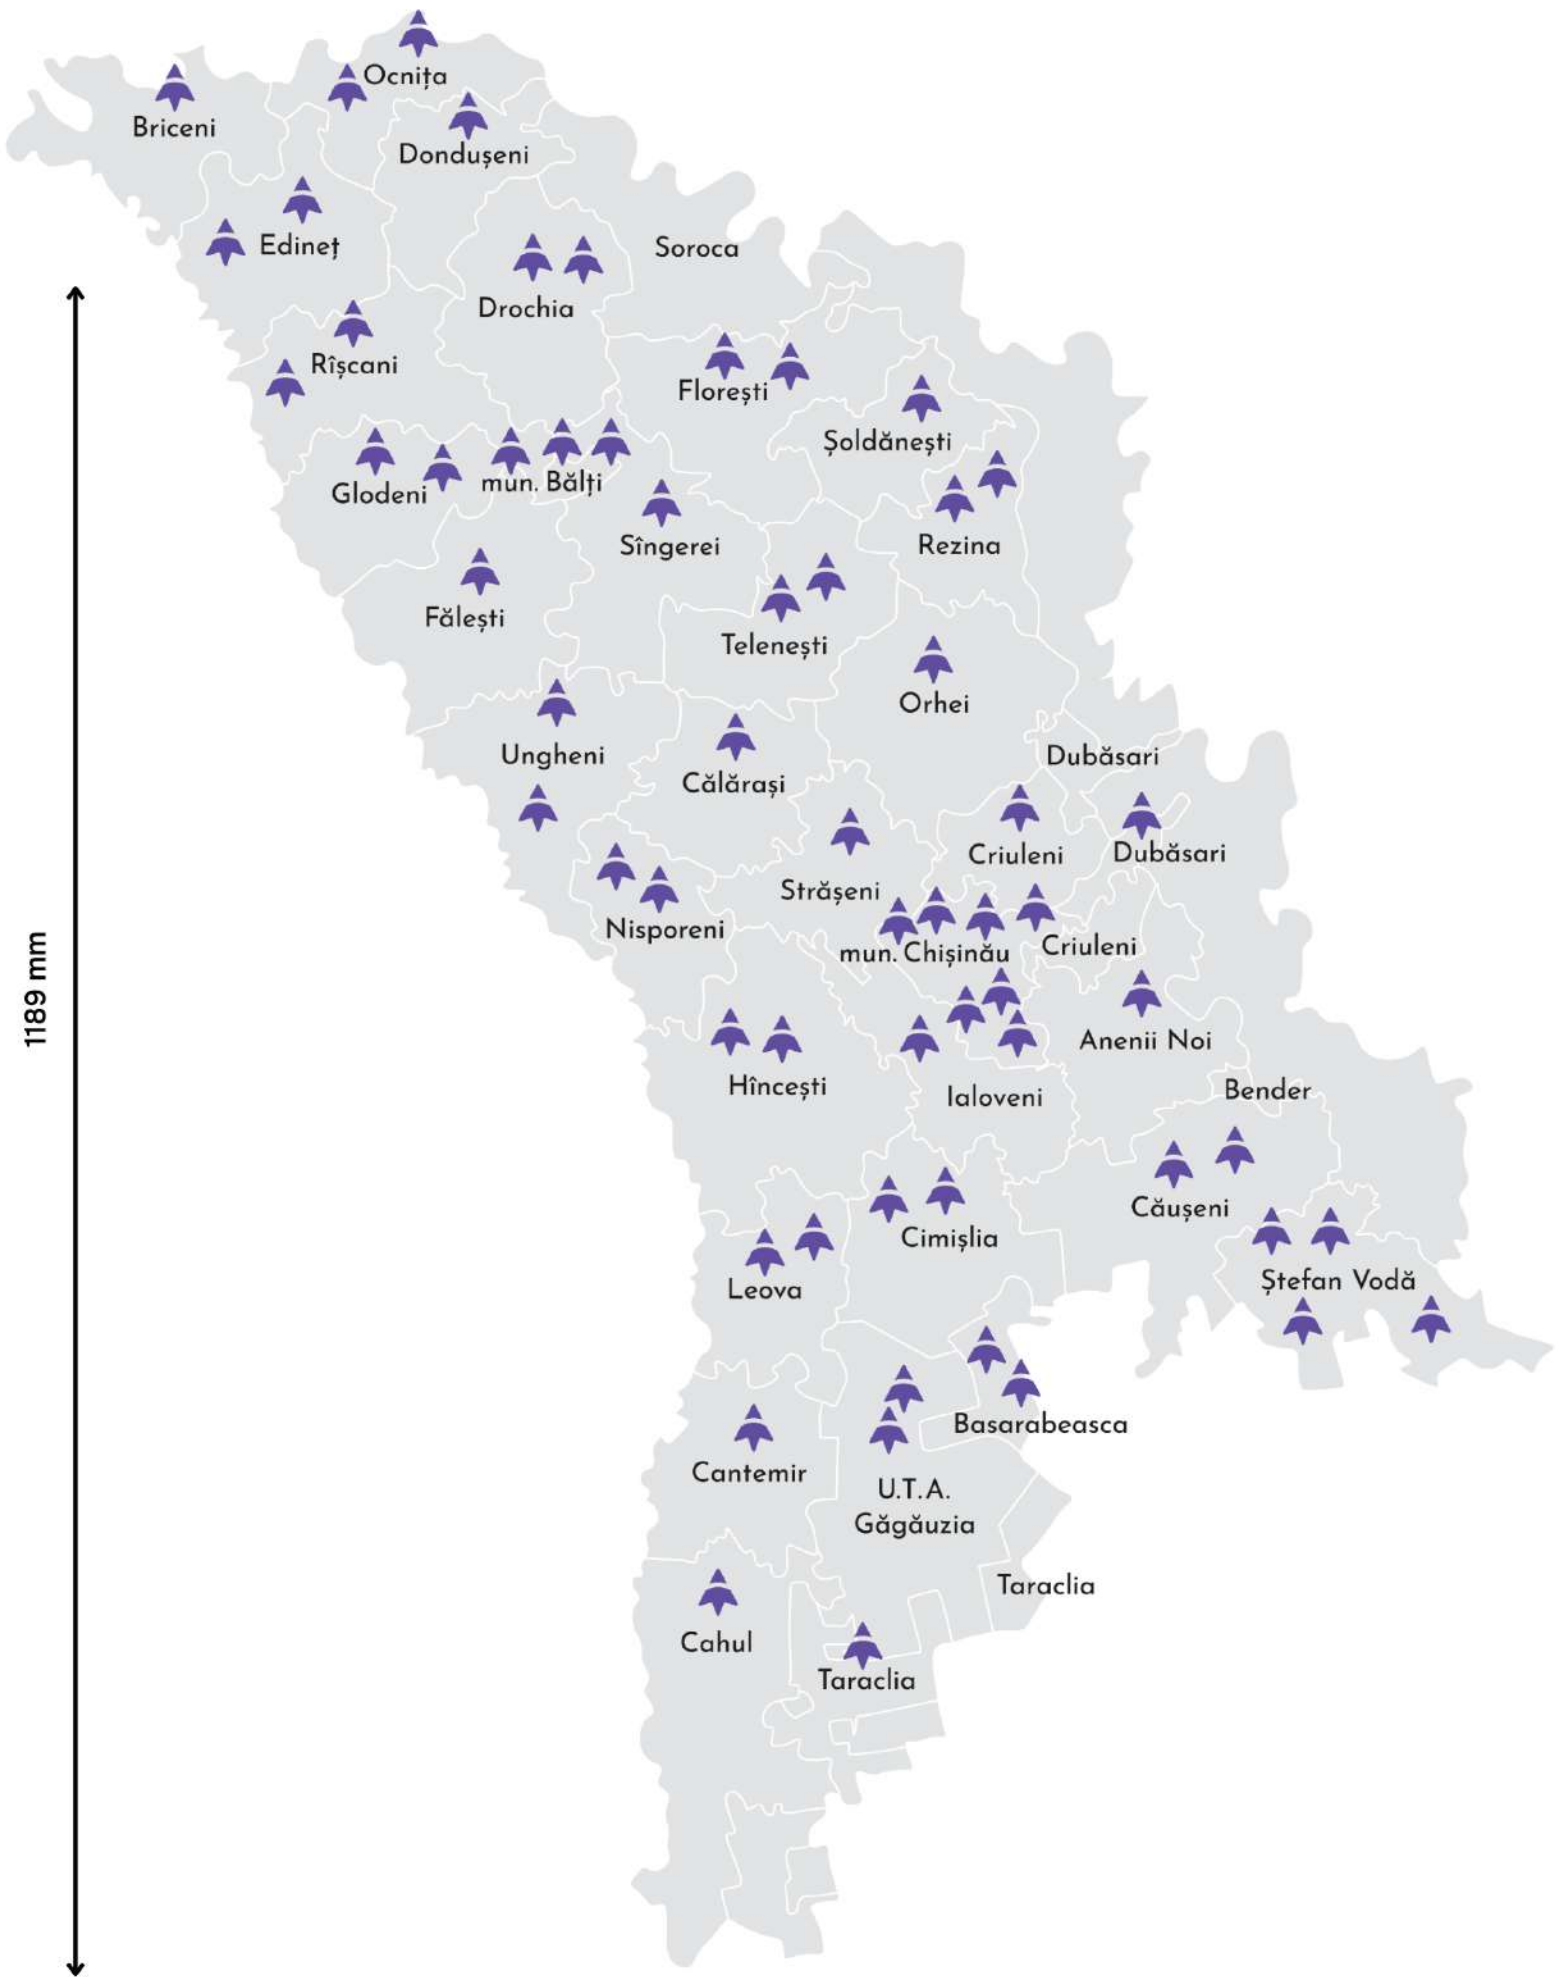 Ocnița
Briceni
Dondușeni
Edineț
Soroca
Drochia
Rîșcani
Florești
Șoldănești
Glodeni
mun. Bălți
Sîngerei
Rezina
Fălești
Telenești
Orhei
Ungheni
Dubăsari
Călărași
Criuleni
Dubăsari
Strășeni
Nisporeni
mun. Chișinău
Criuleni
1189 mm
Anenii Noi
Hîncești
Ialoveni
Bender
Căușeni
Cimișlia
Leova
Ștefan Vodă
Basarabeasca
Cantemir
U.T.A.
Găgăuzia
Taraclia
Cahul
Taraclia